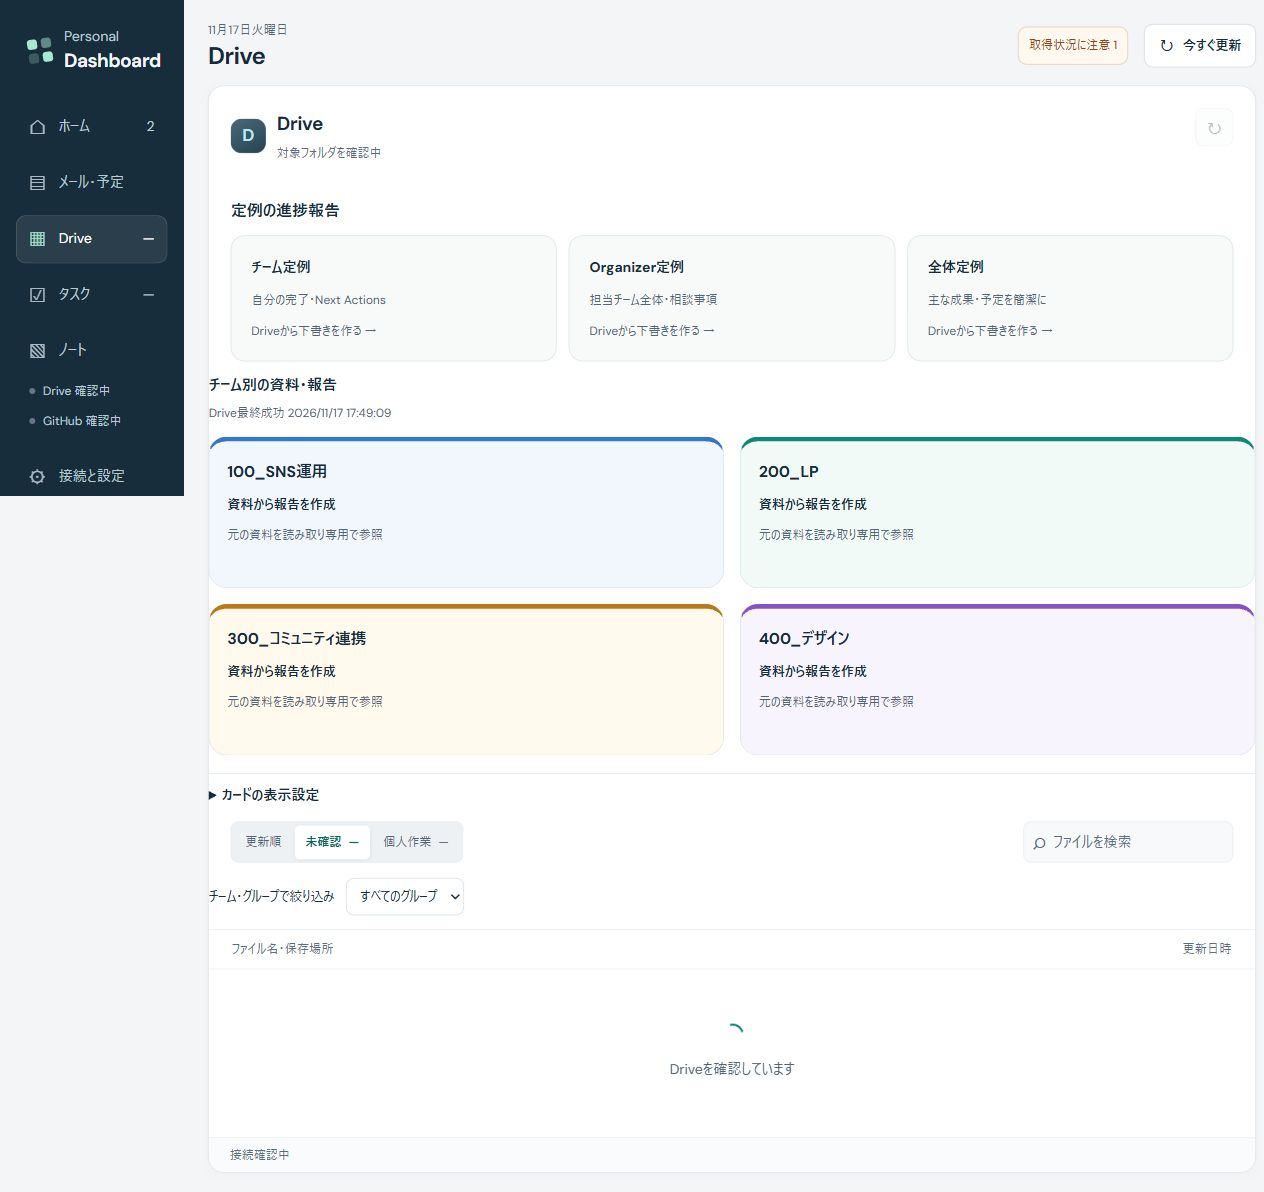 Personal
Dashboard
ホーム 2
メール・予定
Drive —
タスク —
ノート
Drive 確認中
GitHub 確認中
接続と設定
11月17日火曜日
Drive
取得状況に注意 1
↻ 今すぐ更新
D
Drive
対象フォルダを確認中
↻
定例の進捗報告
チーム定例
自分の完了・Next Actions
Driveから下書きを作る →
Organizer定例
担当チーム全体・相談事項
Driveから下書きを作る →
全体定例
主な成果・予定を簡潔に
Driveから下書きを作る →
チーム別の資料・報告
Drive最終成功 2026/11/17 17:49:09
100_SNS運用
資料から報告を作成
元の資料を読み取り専用で参照
200_LP
資料から報告を作成
元の資料を読み取り専用で参照
300_コミュニティ連携
資料から報告を作成
元の資料を読み取り専用で参照
400_デザイン
資料から報告を作成
元の資料を読み取り専用で参照
▶ カードの表示設定
更新順 未確認 — 個人作業 —
ファイルを検索
チーム・グループで絞り込み すべてのグループ
ファイル名・保存場所 更新日時
Driveを確認しています
接続確認中